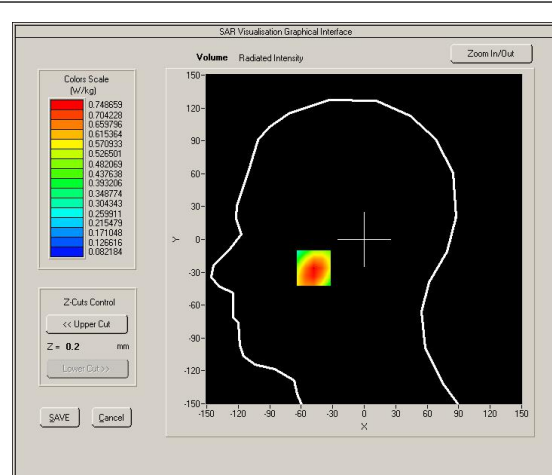 SAR Visualisation Graphical Interface
Volume Radiated Intensity
Zoom In/Out
Colors Scale
(W/kg)
0.748659
0.704228
0.659796
0.615364
0.570933
0.526501
0.482069
0.437638
0.393206
0.348774
0.304343
0.259911
0.215479
0.171048
0.126616
0.082184
Z-Cuts Control
<< Upper Cut
Z = 0.2 mm
Lower Cut >>
SAVE Cancel
150
120
90
60
30
0
-30
-60
-90
-120
-150
Y
-150 -120 -90 -60 -30 0 30 60 90 120 150
X